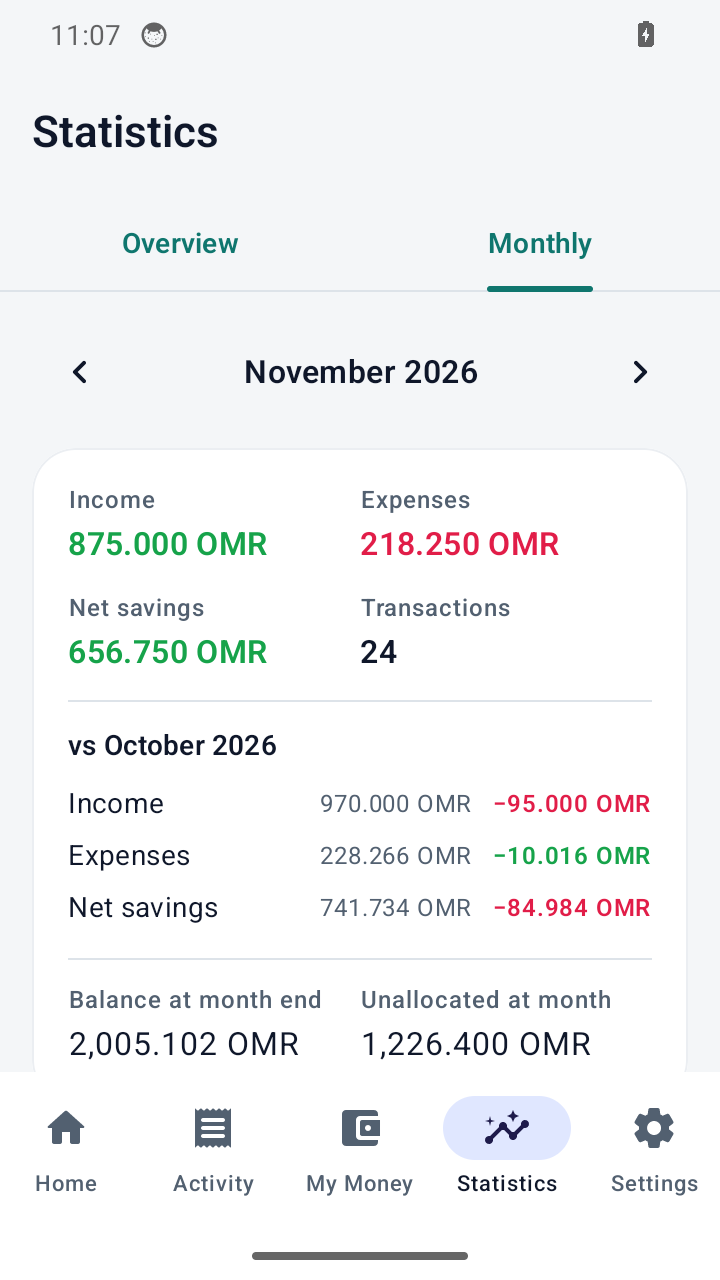 11:07
Statistics
Overview
Monthly
November 2026
Income
Expenses
875.000 OMR
218.250 OMR
Net savings
Transactions
656.750 OMR
24
vs October 2026
Income 970.000 OMR −95.000 OMR
Expenses 228.266 OMR −10.016 OMR
Net savings 741.734 OMR −84.984 OMR
Balance at month end
Unallocated at month
2,005.102 OMR
1,226.400 OMR
Home
Activity
My Money
Statistics
Settings